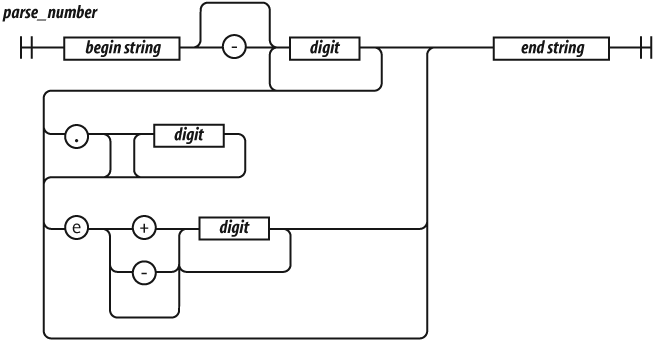 parse_number
begin string - digit end string
. digit
e + digit
-